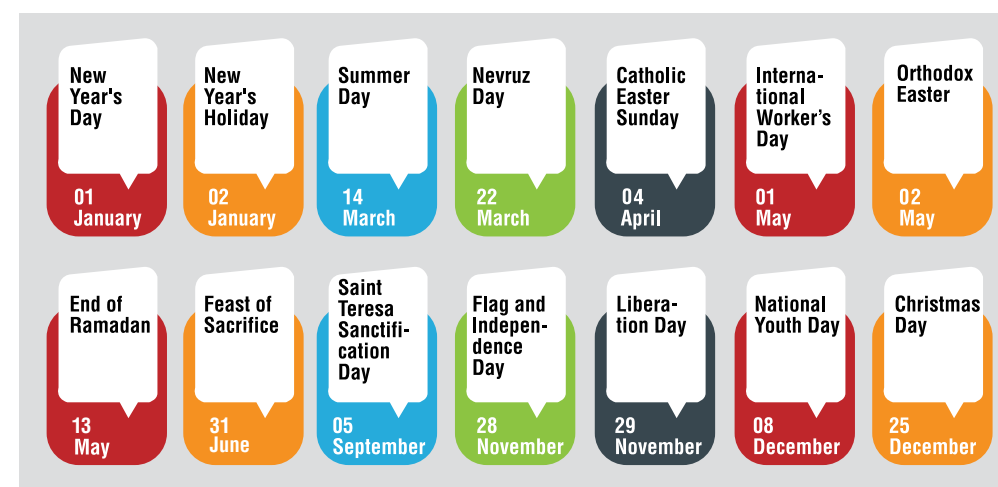 New
Year's
Day
01
January
New
Year's
Holiday
02
January
Summer
Day
14
March
Nevruz
Day
22
March
Catholic
Easter
Sunday
04
April
Interna-
tional
Worker’s
Day
01
May
Orthodox
Easter
02
May
End of
Ramadan
13
May
Feast of
Sacrifice
31
June
Saint
Teresa
Sanctifi-
cation
Day
05
September
Flag and
Indepen-
dence
Day
28
November
Libera-
tion Day
29
November
National
Youth Day
08
December
Christmas
Day
25
December